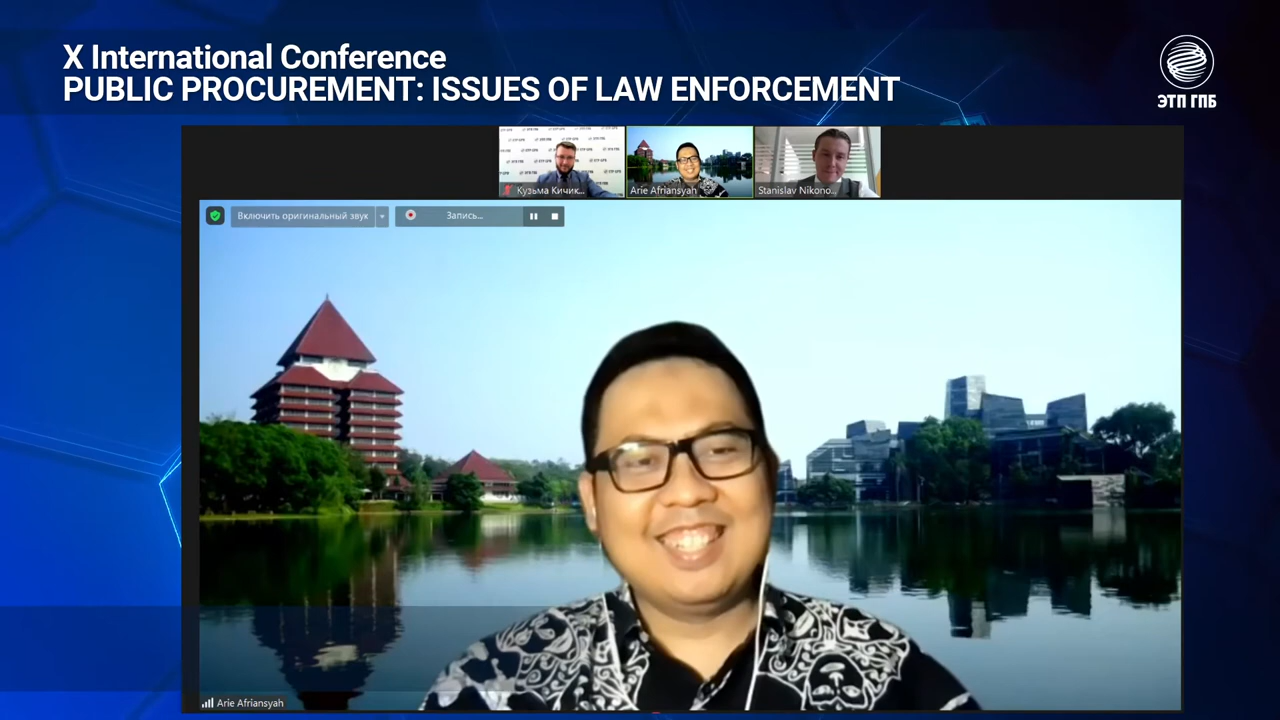 X International Conference
PUBLIC PROCUREMENT: ISSUES OF LAW ENFORCEMENT
ЭТП ГПБ
Кузьма Кичик...
Arie Afriansyah
Stanislav Nikono...
Включить оригинальный звук
Запись...
Arie Afriansyah